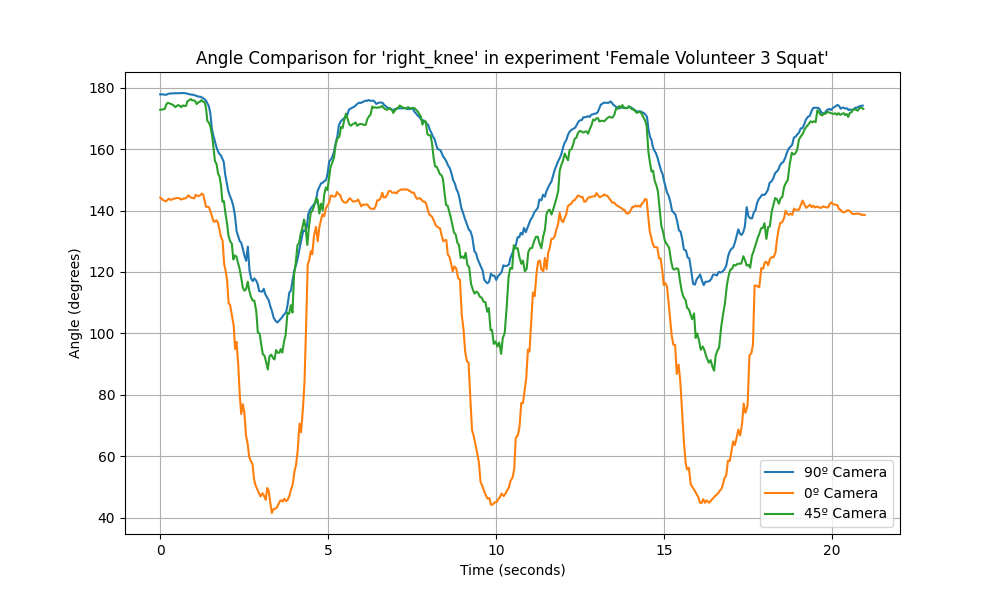 Angle Comparison for 'right_knee' in experiment 'Female Volunteer 3 Squat'
180
160
140
120
100
80
60
40
Angle (degrees)
90º Camera
0º Camera
45º Camera
0 5 10 15 20
Time (seconds)